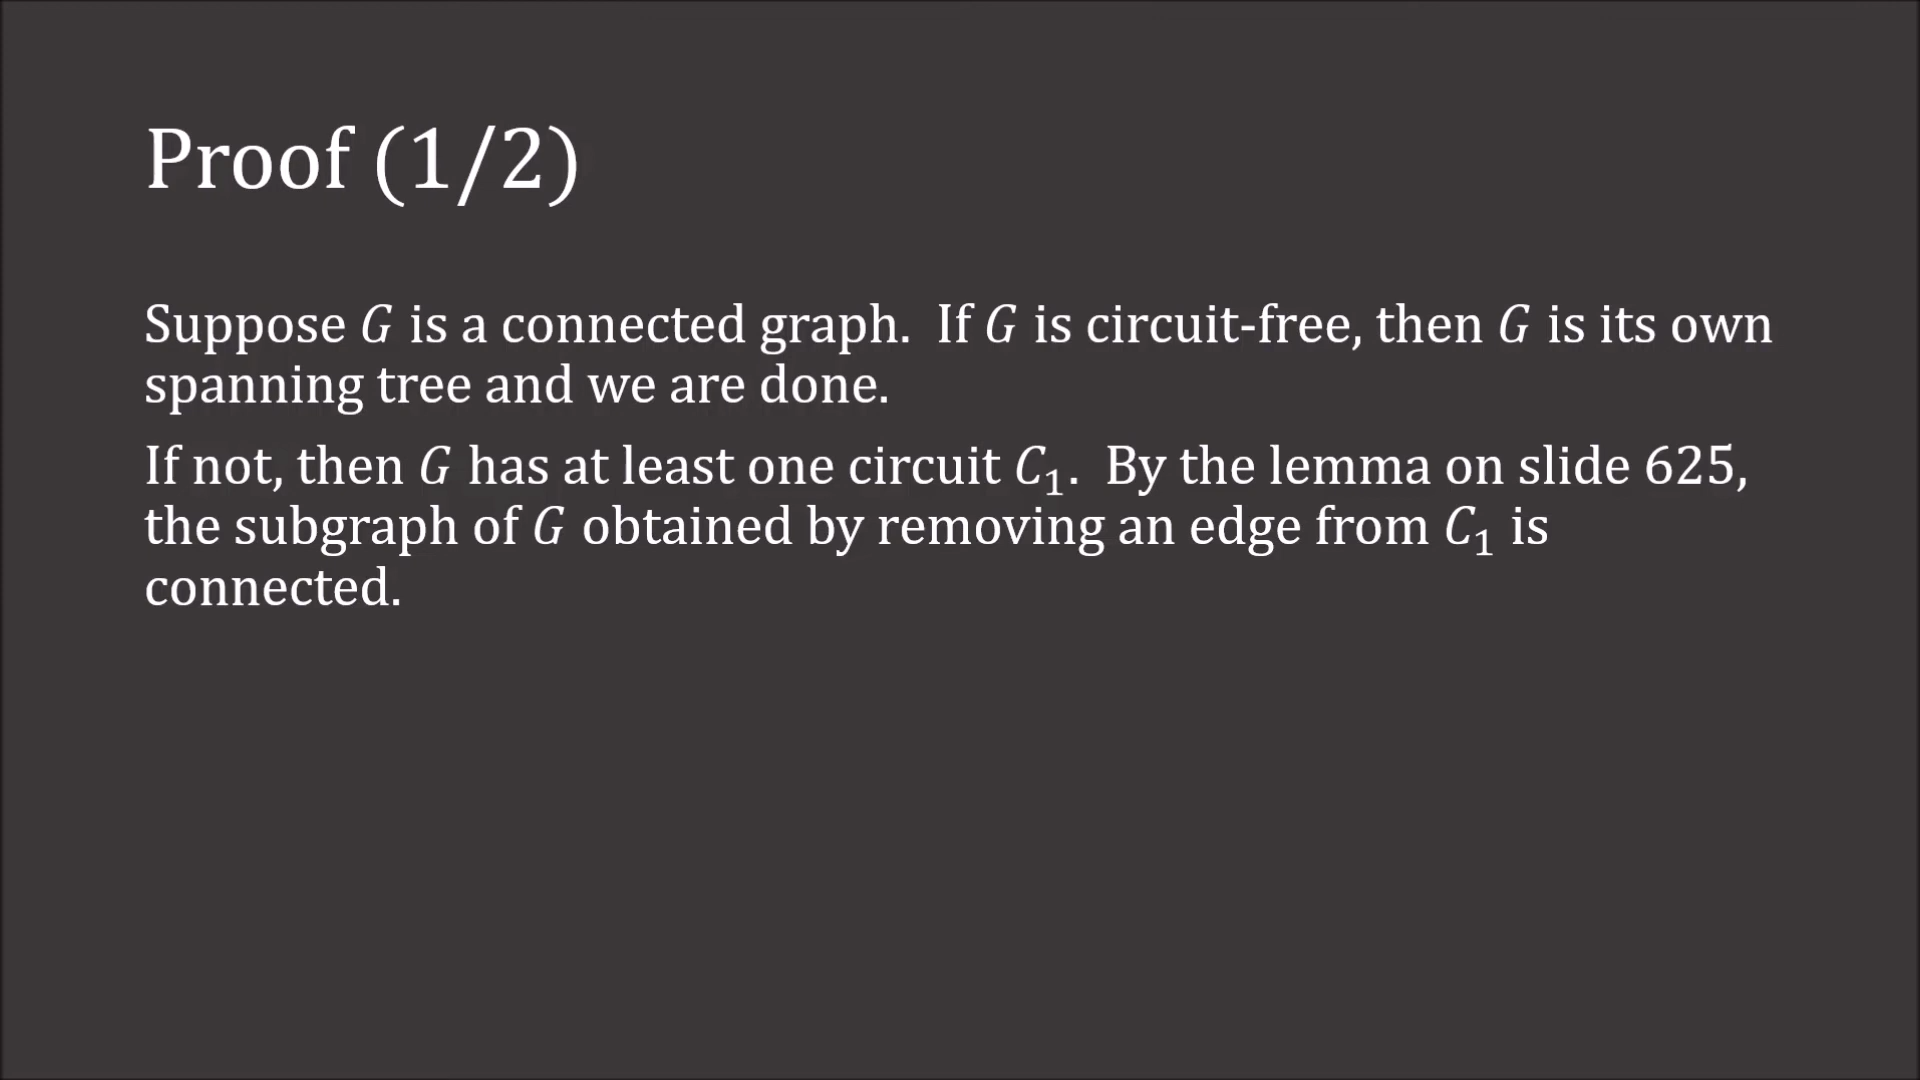 Proof (1/2)
Suppose G is a connected graph. If G is circuit-free, then G is its own
spanning tree and we are done.
If not, then G has at least one circuit C₁. By the lemma on slide 625,
the subgraph of G obtained by removing an edge from C₁ is
connected.